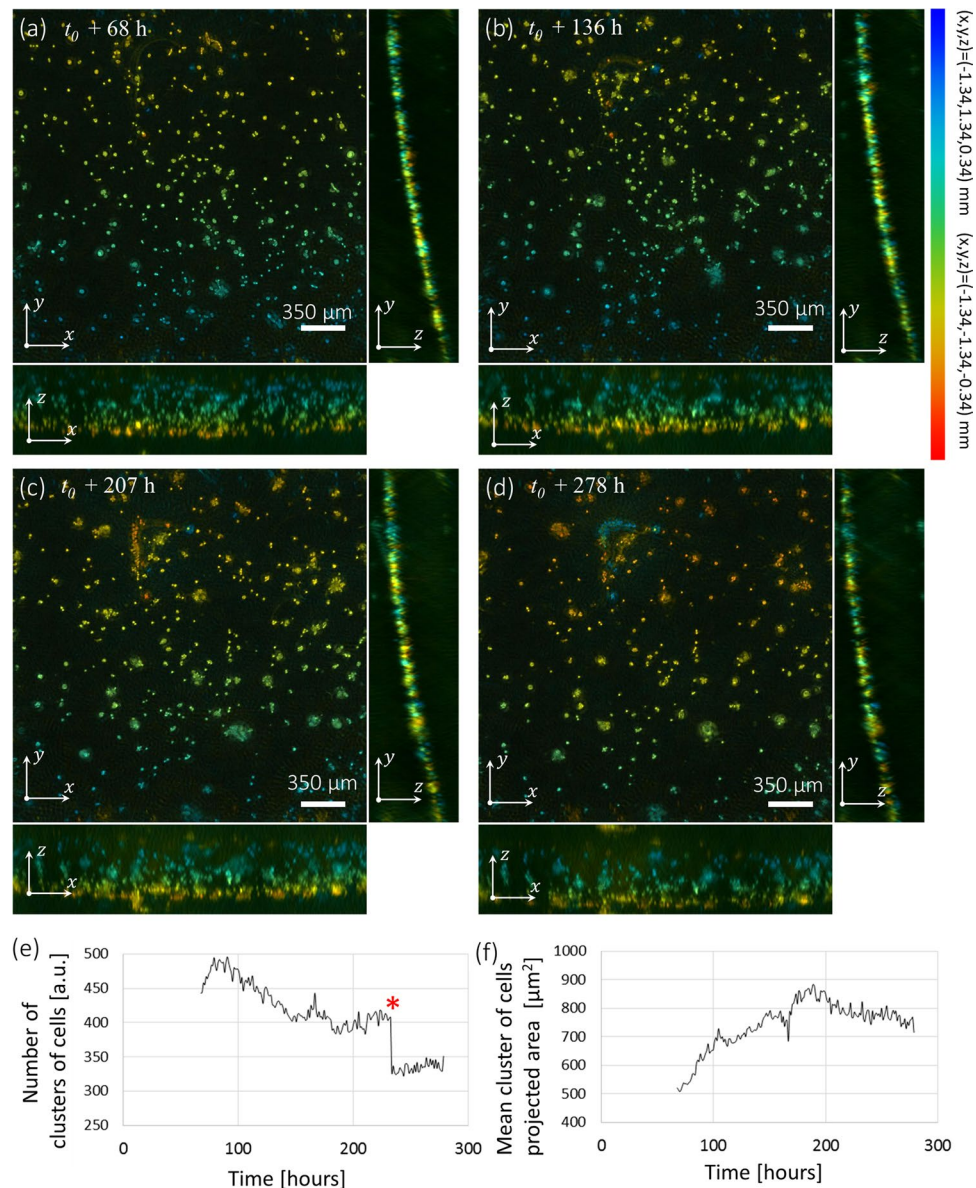 (a) t₀ + 68 h
y
x
350 µm
y
z
z
x
(b) t₀ + 136 h
y
x
350 µm
y
z
z
x
(x,y,z)=(-1.34,1.34,0.34) mm
(x,y,z)=(-1.34,-1.34,-0.34) mm
(c) t₀ + 207 h
y
x
350 µm
y
z
z
x
(d) t₀ + 278 h
y
x
350 µm
y
z
z
x
(e)
Number of
clusters of cells [a.u.]
500
450
400
350
300
250
*
0 100 200 300
Time [hours]
(f)
Mean cluster of cells
projected area [µm²]
1000
900
800
700
600
500
400
0 100 200 300
Time [hours]